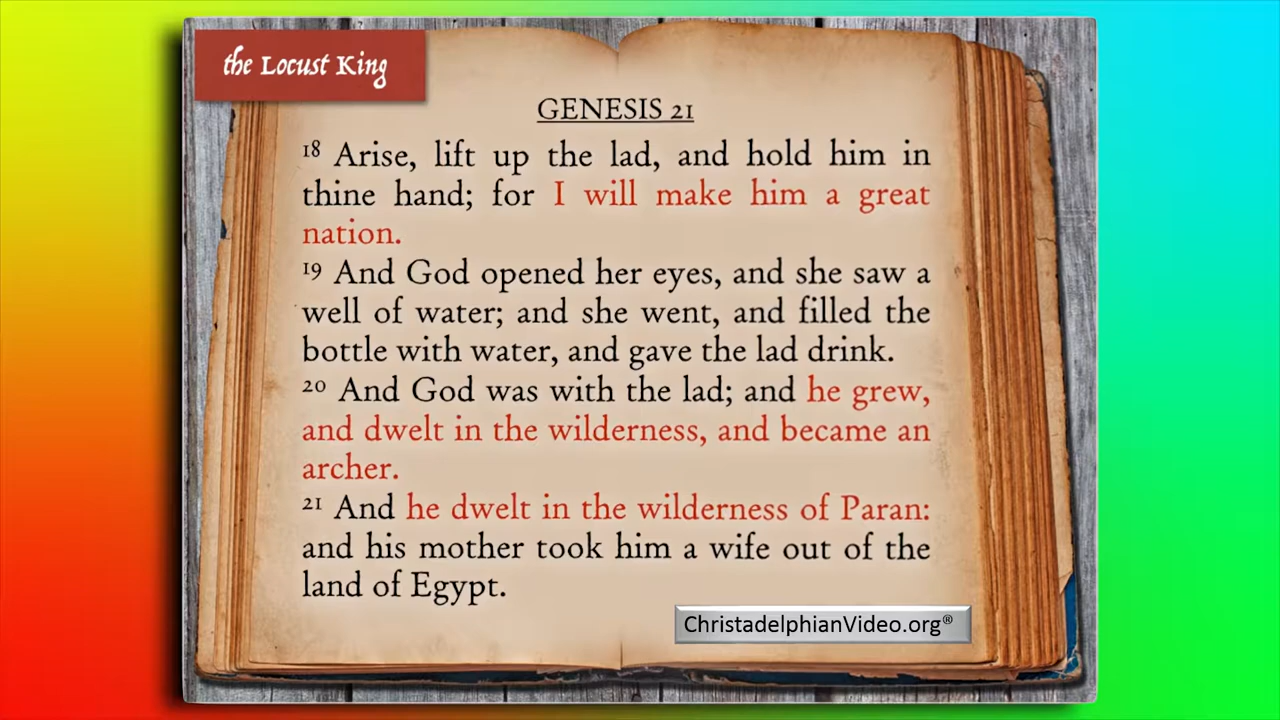 the Locust King
GENESIS 21
18 Arise, lift up the lad, and hold him in
thine hand; for I will make him a great
nation.
19 And God opened her eyes, and she saw a
well of water; and she went, and filled the
bottle with water, and gave the lad drink.
20 And God was with the lad; and he grew,
and dwelt in the wilderness, and became an
archer.
21 And he dwelt in the wilderness of Paran:
and his mother took him a wife out of the
land of Egypt.
ChristadelphianVideo.org®